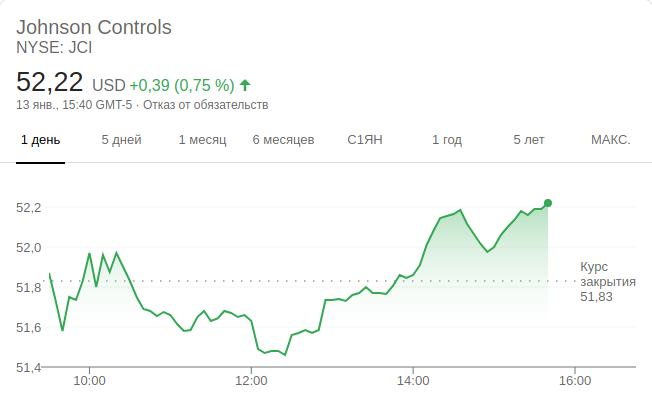 Johnson Controls
NYSE: JCI
52,22 USD +0,39 (0,75 %)
13 янв., 15:40 GMT-5 · Отказ от обязательств
1 день 5 дней 1 месяц 6 месяцев С1ЯН 1 год 5 лет МАКС.
52,2
52,0
51,8
51,6
51,4
Курс
закрытия
51,83
10:00 12:00 14:00 16:00